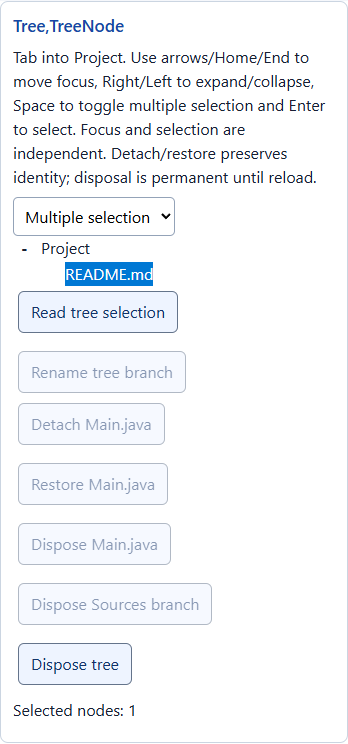 Tree,TreeNode
Tab into Project. Use arrows/Home/End to
move focus, Right/Left to expand/collapse,
Space to toggle multiple selection and Enter
to select. Focus and selection are
independent. Detach/restore preserves
identity; disposal is permanent until reload.
Multiple selection
- Project
README.md
Read tree selection
Rename tree branch
Detach Main.java
Restore Main.java
Dispose Main.java
Dispose Sources branch
Dispose tree
Selected nodes: 1